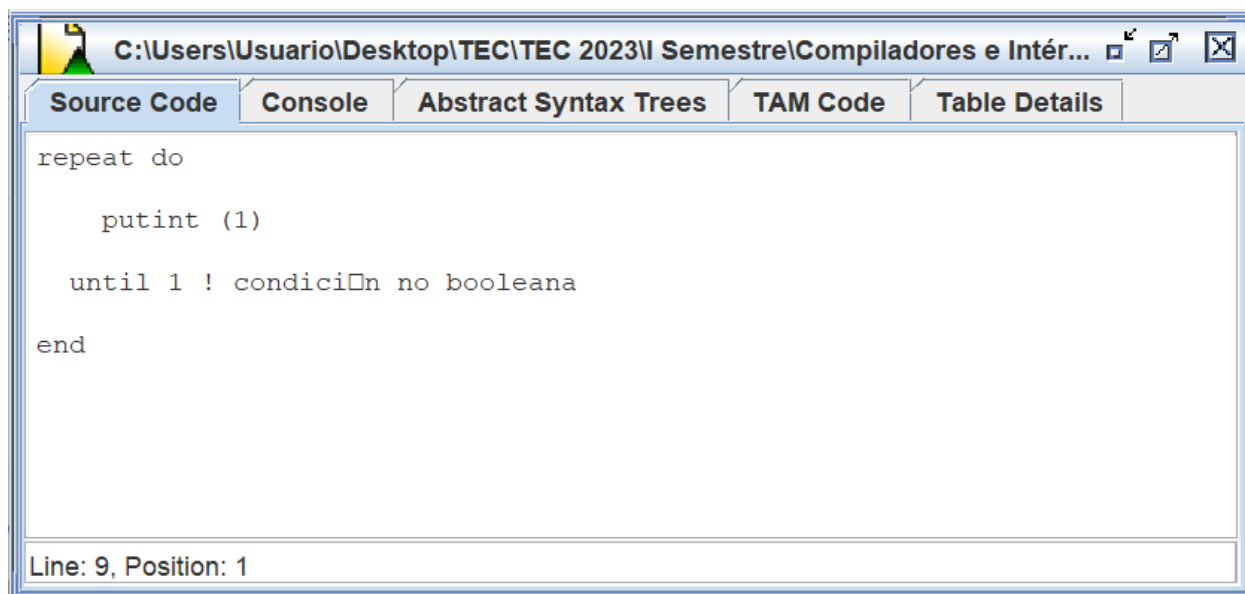 C:\Users\Usuario\Desktop\TEC\TEC 2023\I Semestre\Compiladores e Intér...
Source Code Console Abstract Syntax Trees TAM Code Table Details
repeat do
putint (1)
until 1 ! condici□n no booleana
end
Line: 9, Position: 1